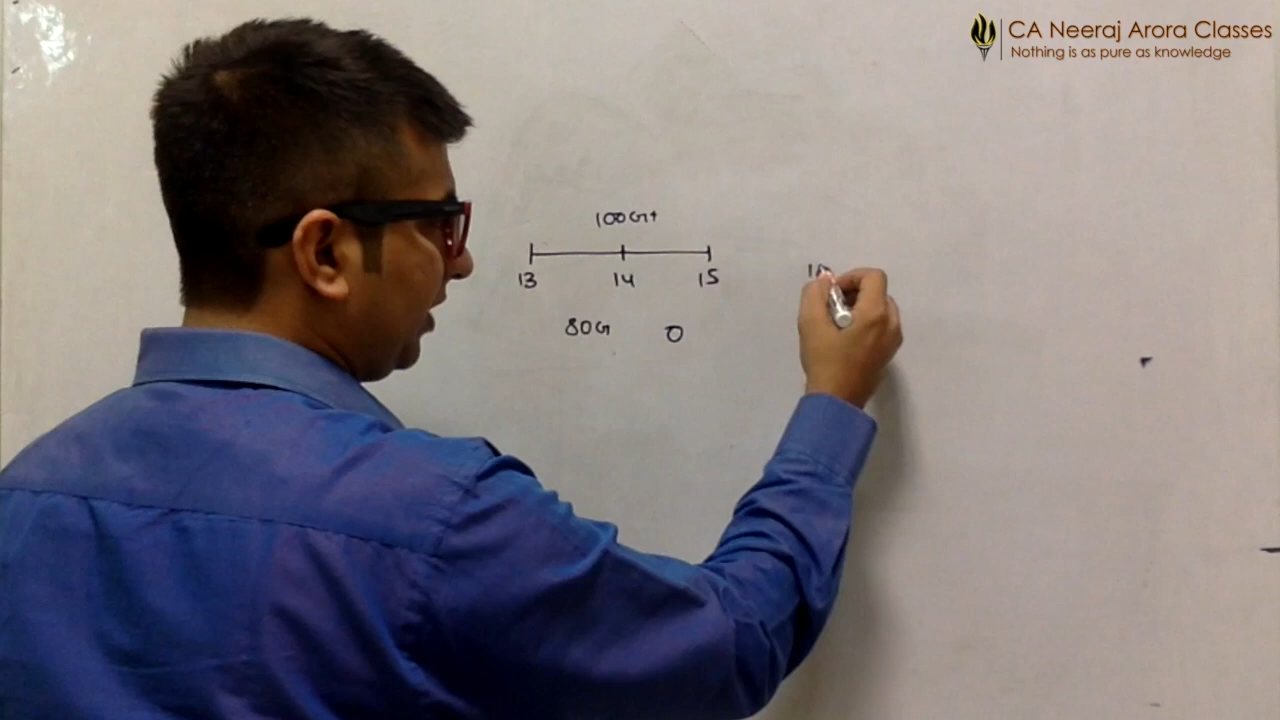 CA Neeraj Arora Classes
Nothing is as pure as knowledge
100G+
13 14 15
80G 0